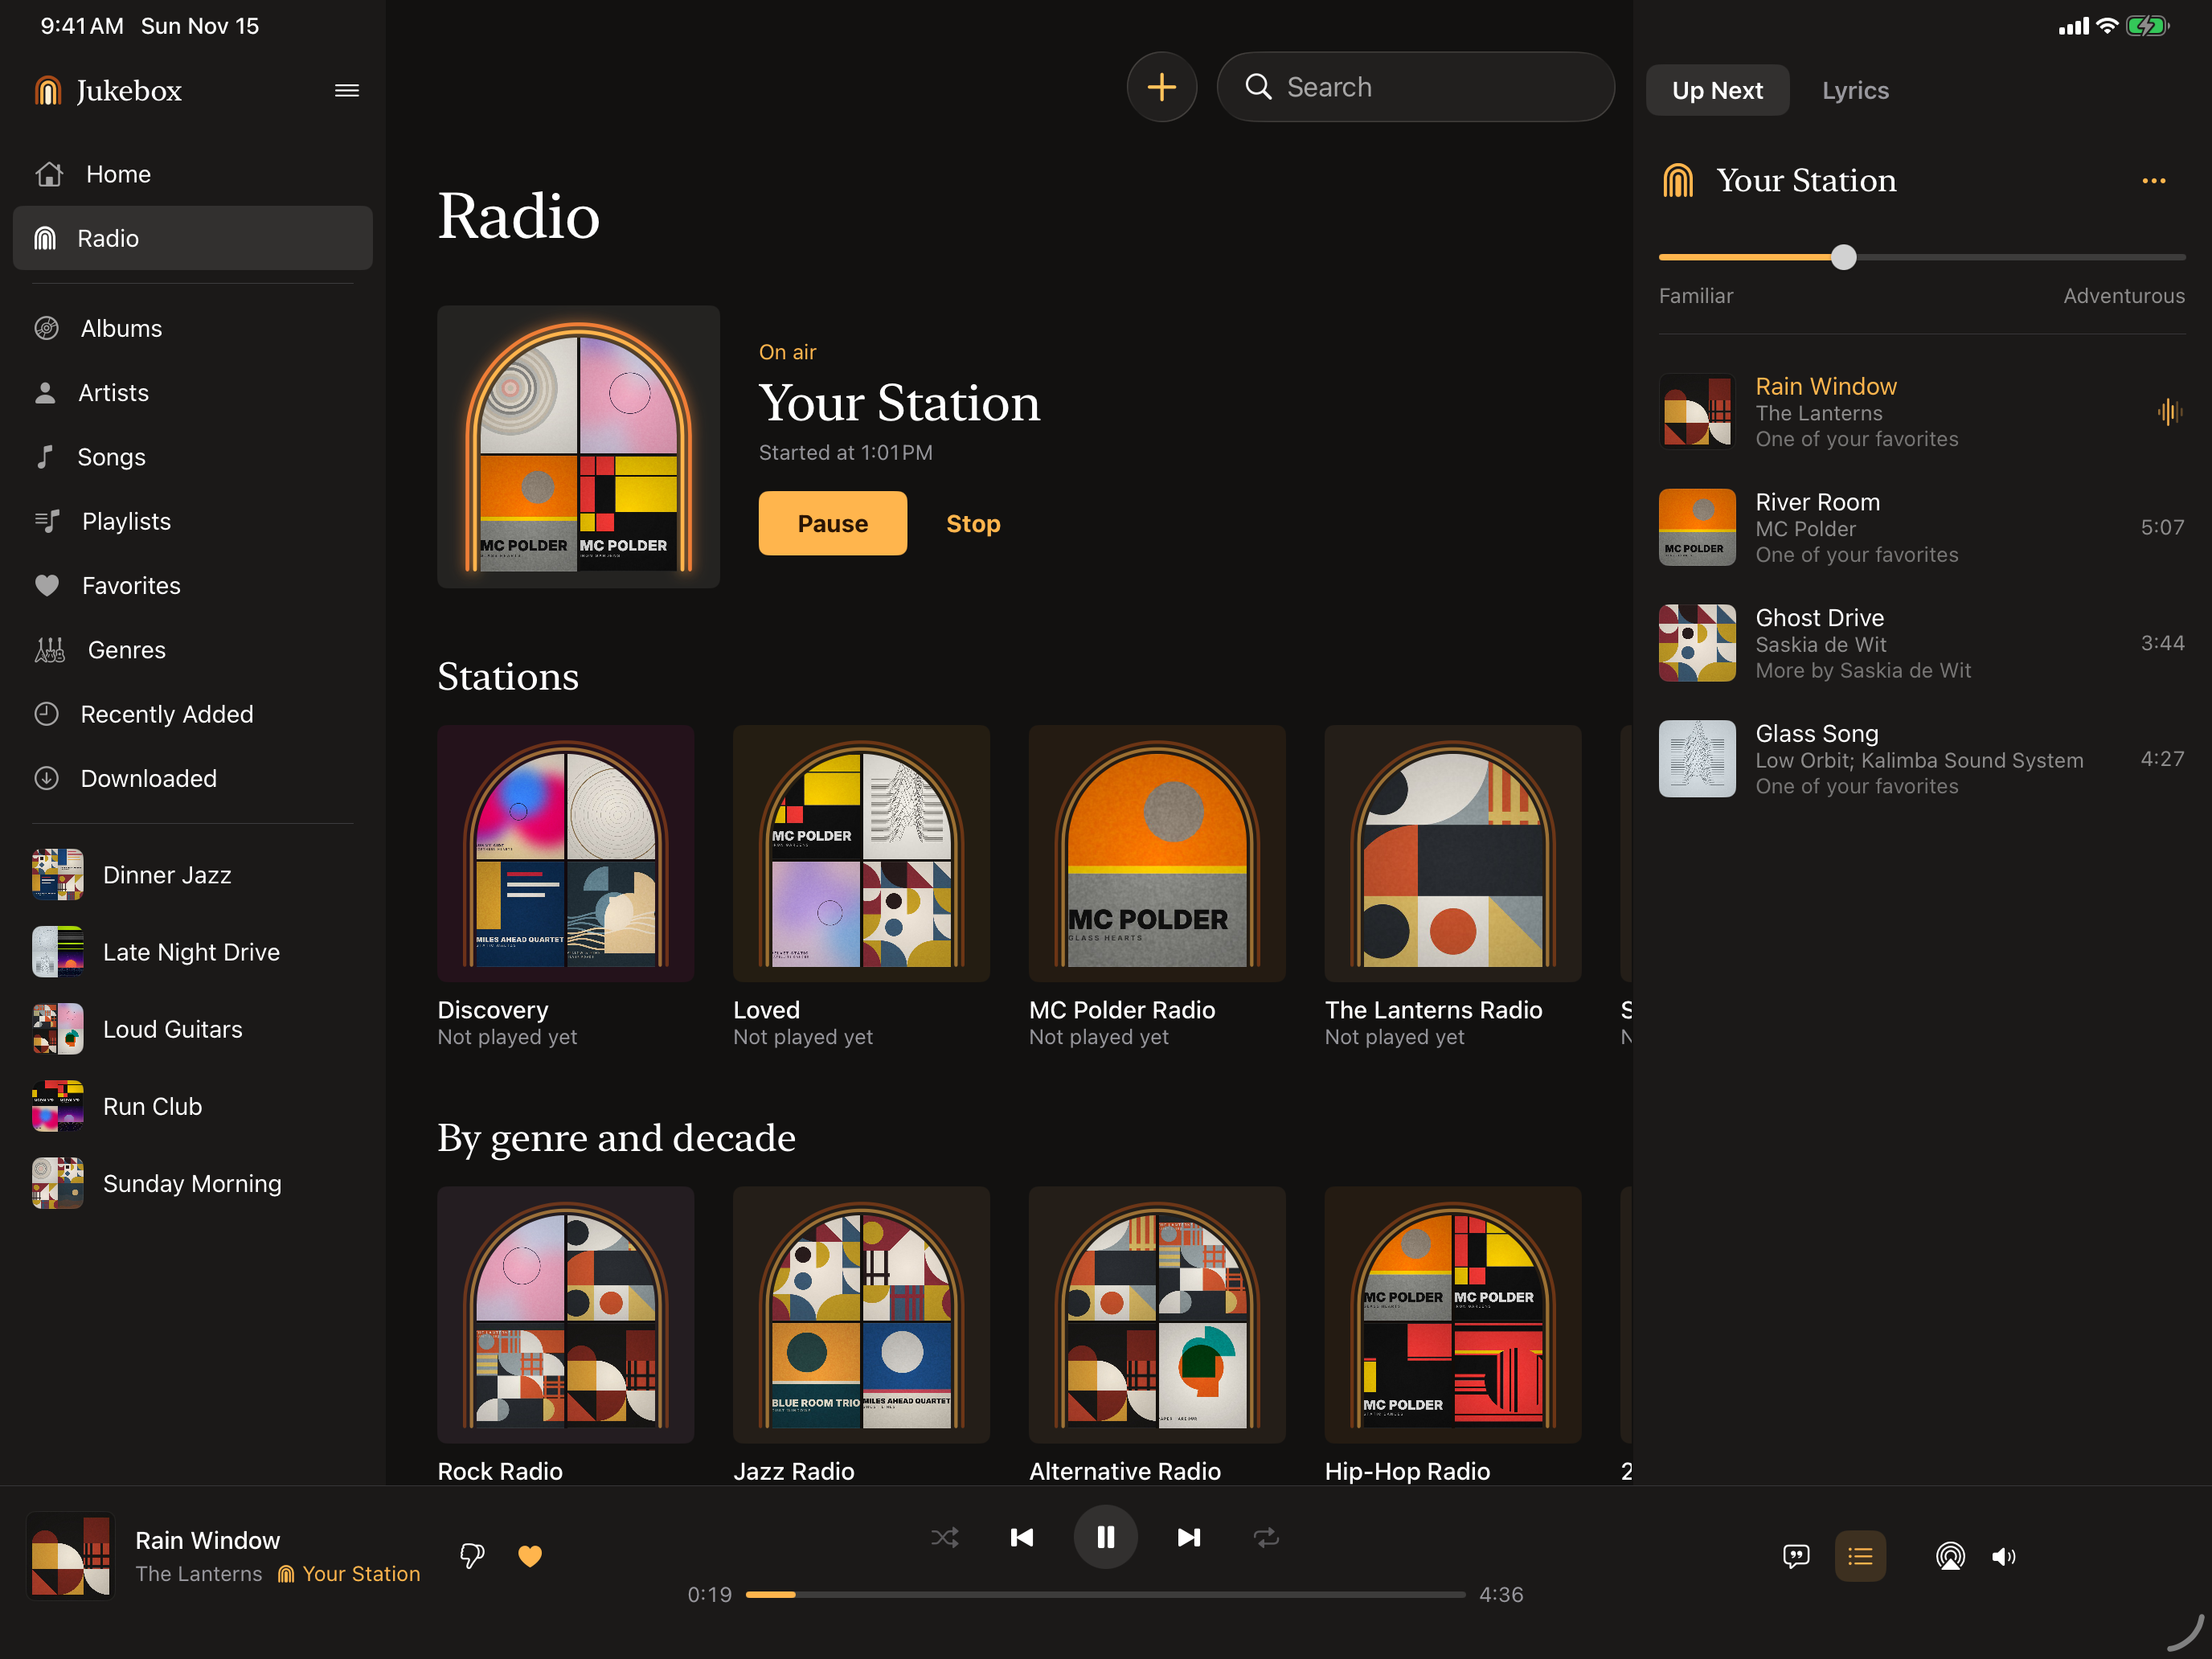 9:41 AM Sun Nov 15
Jukebox
Home
Radio
Albums
Artists
Songs
Playlists
Favorites
Genres
Recently Added
Downloaded
Dinner Jazz
Late Night Drive
Loud Guitars
Run Club
Sunday Morning
Search
Radio
MC POLDER
MC POLDER
On air
Your Station
Started at 1:01 PM
Pause
Stop
Stations
MILES AHEAD QUARTET
Discovery
Not played yet
MC POLDER
Loved
Not played yet
MC POLDER
GLASS HEARTS
MC Polder Radio
Not played yet
The Lanterns Radio
Not played yet
By genre and decade
Rock Radio
BLUE ROOM TRIO
MILES AHEAD QUARTET
Jazz Radio
Alternative Radio
MC POLDER
MC POLDER
MC POLDER
Hip-Hop Radio
2
Up Next
Lyrics
Your Station
Familiar
Adventurous
Rain Window
The Lanterns
One of your favorites
MC POLDER
River Room
MC Polder
One of your favorites
5:07
Ghost Drive
Saskia de Wit
More by Saskia de Wit
3:44
Glass Song
Low Orbit; Kalimba Sound System
One of your favorites
4:27
Rain Window
The Lanterns Your Station
0:19
4:36